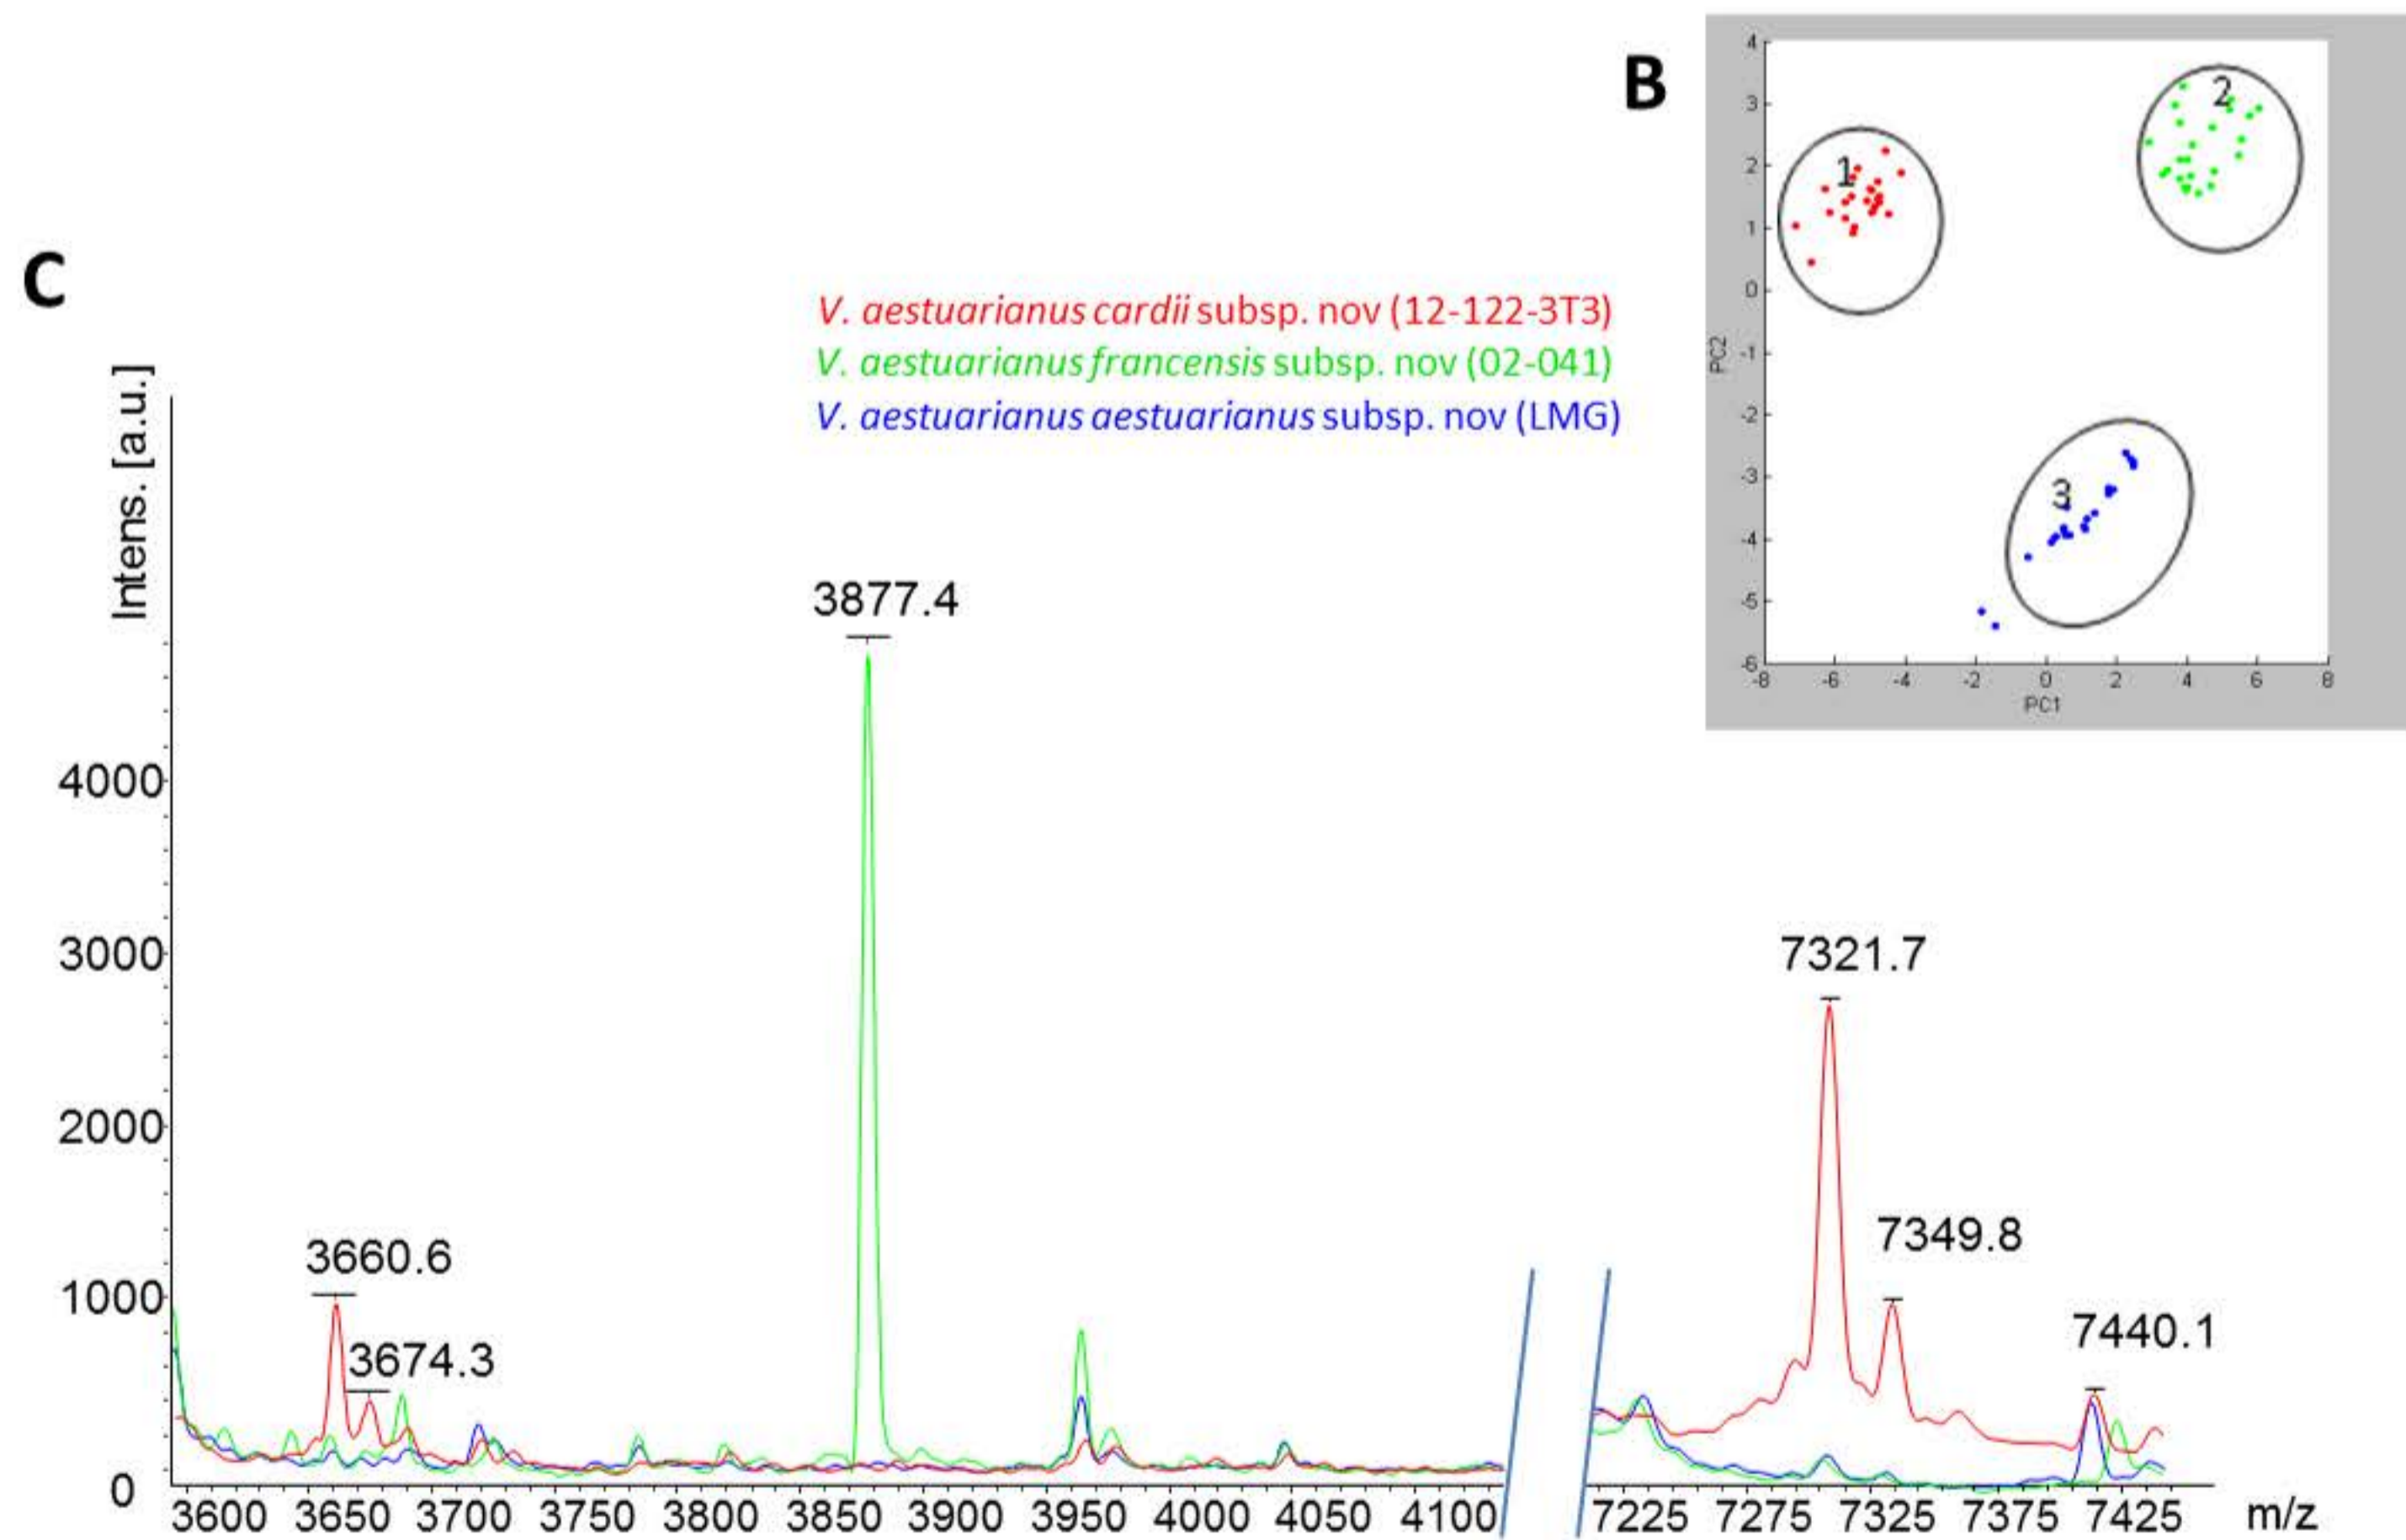 B
4
3
2
1
0
-1
-2
-3
-4
-5
-6
PC2
1
2
3
-8 -6 -4 -2 0 2 4 6 8
PC1
C
V. aestuarianus cardii subsp. nov (12-122-3T3)
V. aestuarianus francensis subsp. nov (02-041)
V. aestuarianus aestuarianus subsp. nov (LMG)
Intens. [a.u.]
4000
3000
2000
1000
0
3877.4
3660.6
3674.3
7321.7
7349.8
7440.1
3600 3650 3700 3750 3800 3850 3900 3950 4000 4050 4100 7225 7275 7325 7375 7425 m/z